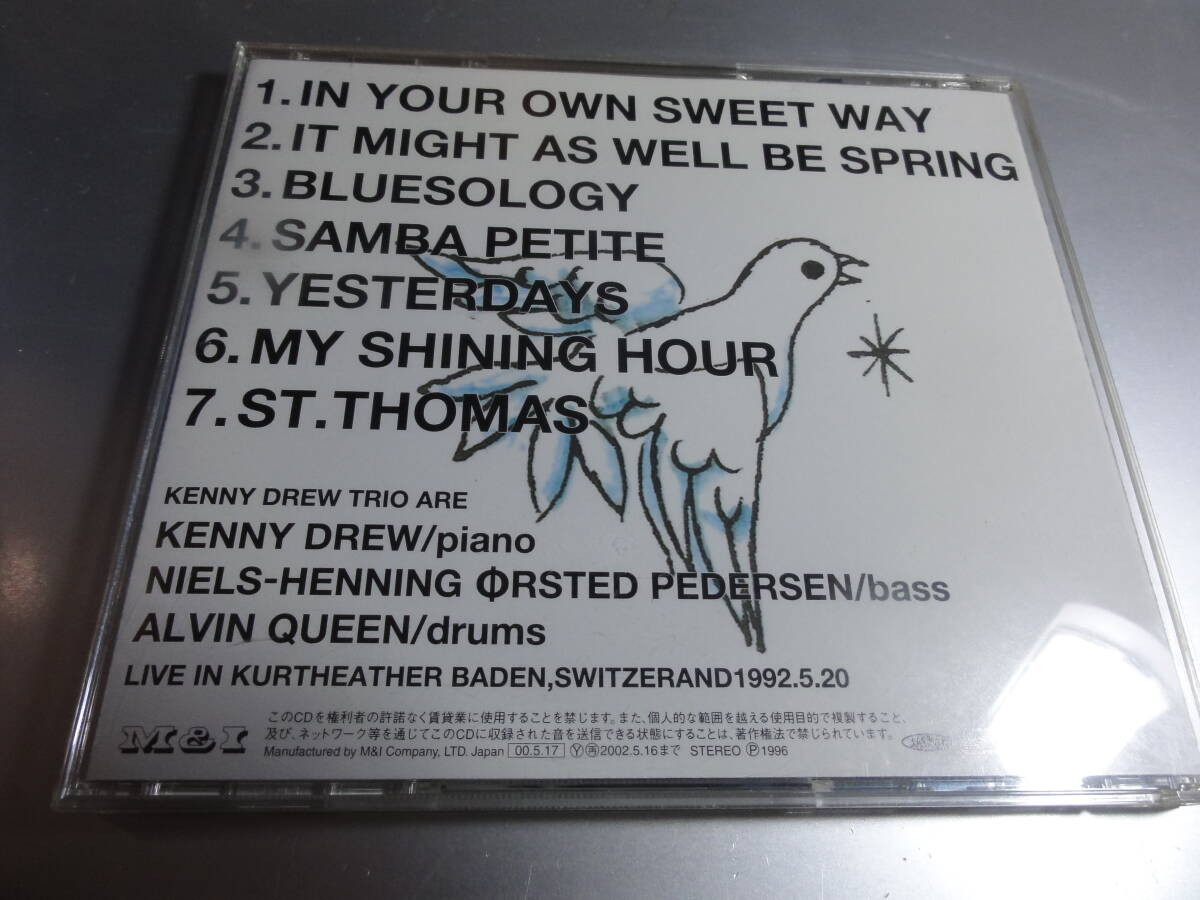 1. IN YOUR OWN SWEET WAY
2. IT MIGHT AS WELL BE SPRING
3. BLUESOLOGY
4. SAMBA PETITE
5. YESTERDAYS
6. MY SHINING HOUR
7. ST.THOMAS
KENNY DREW TRIO ARE
KENNY DREW/piano
NIELS-HENNING ΦRSTED PEDERSEN/bass
ALVIN QUEEN/drums
LIVE IN KURTHEATHER BADEN,SWITZERAND1992.5.20
M&I
このCDを権利者の許諾なく賃貸業に使用することを禁じます。また、個人的な範囲を越える使用目的で複製すること、
及び、ネットワーク等を通じてこのCDに収録された音を送信できる状態にすることは、著作権法で禁じられています。
Manufactured by M&I Company, LTD. Japan 00.5.17 Ⓨ再2002.5.16まで STEREO Ⓟ1996